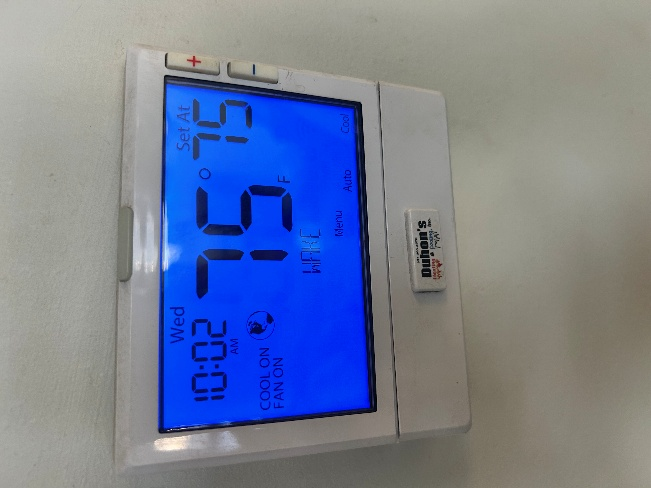 Wed
10:02 AM
COOL ON
FAN ON
75° F
Set At
75
WAKE
Menu
Auto
Cool
+
−
Duhon's